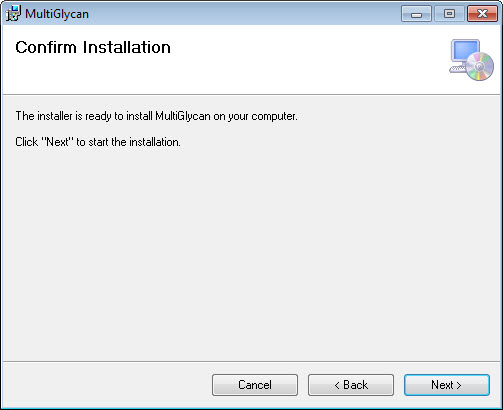 MultiGlycan
Confirm Installation
The installer is ready to install MultiGlycan on your computer.
Click "Next" to start the installation.
Cancel
< Back
Next >